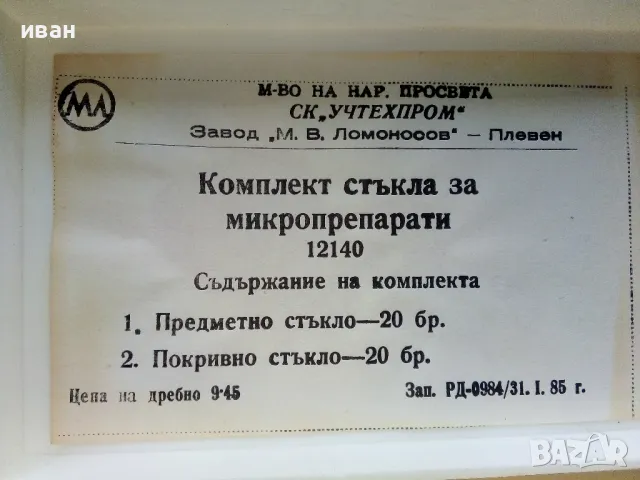 иван
МЛ
М-ВО НА НАР. ПРОСВЕТА
СК „УЧТЕХПРОМ“
Завод „М. В. Ломоносов“ — Плевен
Комплект стъкла за
микропрепарати
12140
Съдържание на комплекта
1. Предметно стъкло—20 бр.
2. Покривно стъкло—20 бр.
Цена на дребно 9·45 Зап. РД-0984/31. I. 85 г.
BAZAR